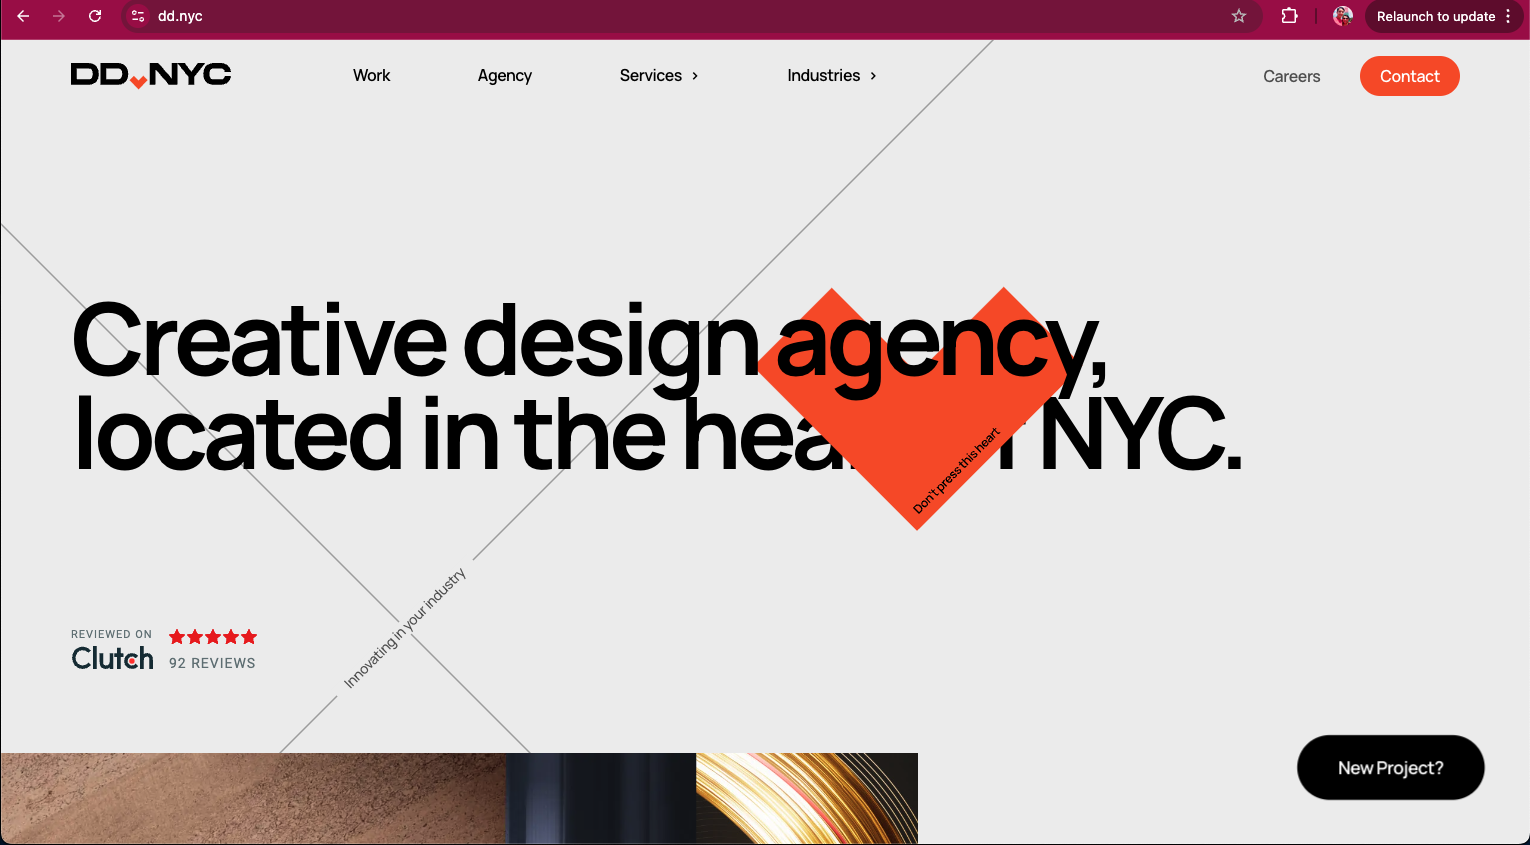 dd.nyc
Relaunch to update
DD NYC
Work
Agency
Services
Industries
Careers
Contact
Creative design agency,
located in the hea NYC.
Don't press this heart
Innovating in your industry
REVIEWED ON
Clutch
92 REVIEWS
New Project?